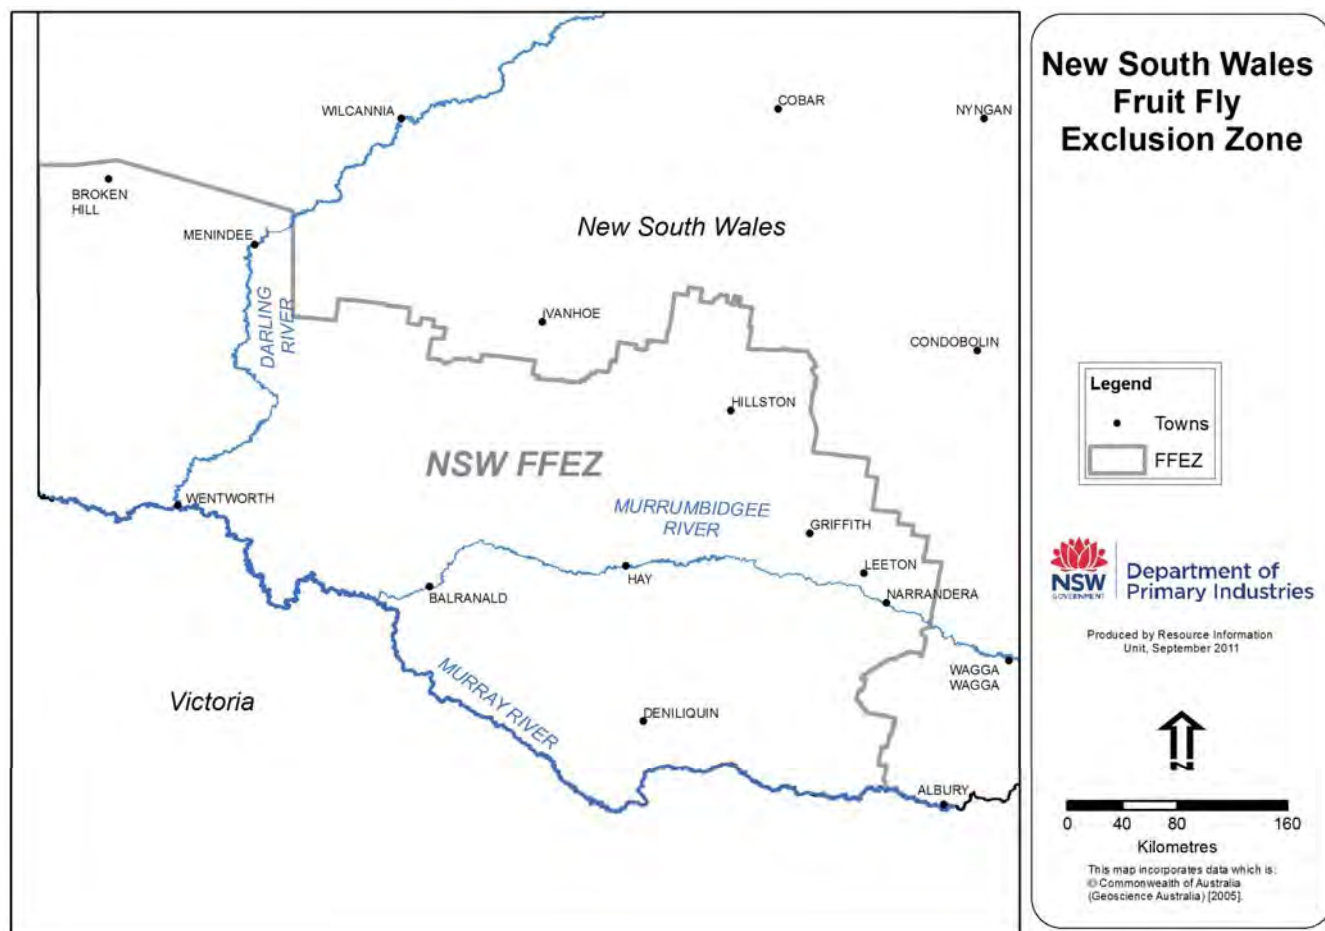 New South Wales
Fruit Fly
Exclusion Zone
WILCANNIA
COBAR
NYNGAN
BROKEN
HILL
MENINDEE
New South Wales
DARLING
RIVER
IVANHOE
CONDOBOLIN
HILLSTON
NSW FFEZ
WENTWORTH
MURRUMBIDGEE
RIVER
GRIFFITH
LEETON
HAY
BALRANALD
NARRANDERA
WAGGA
WAGGA
Victoria
MURRAY RIVER
DENILIQUIN
ALBURY
Legend
Towns
FFEZ
NSW
GOVERNMENT
Department of
Primary Industries
Produced by Resource Information
Unit, September 2011
N
0 40 80 160
Kilometres
This map incorporates data which is:
© Commonwealth of Australia
(Geoscience Australia) [2005].